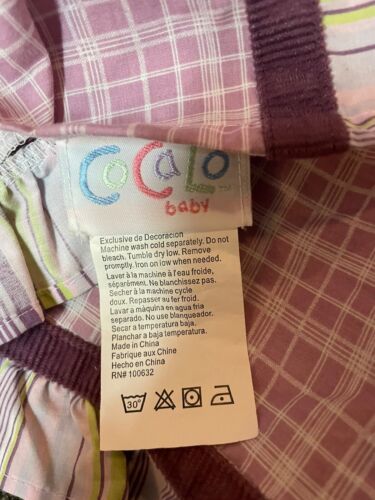 CoCaLo
™
baby
Exclusive de Decoracion
Machine wash cold separately. Do not
bleach. Tumble dry low. Remove
promptly. Iron on low when needed.
Laver à la machine à l'eau froide,
séparément. Ne blanchissez pas.
Secher à la machine cycle
doux. Repasser au fer froid.
Lavar a máquina en agua fria
separado. No use blanqueador.
Secar a temperatura baja.
Planchar a baja temperatura.
Made in China
Fabrique aux Chine
Hecho en China
RN# 100632
30°